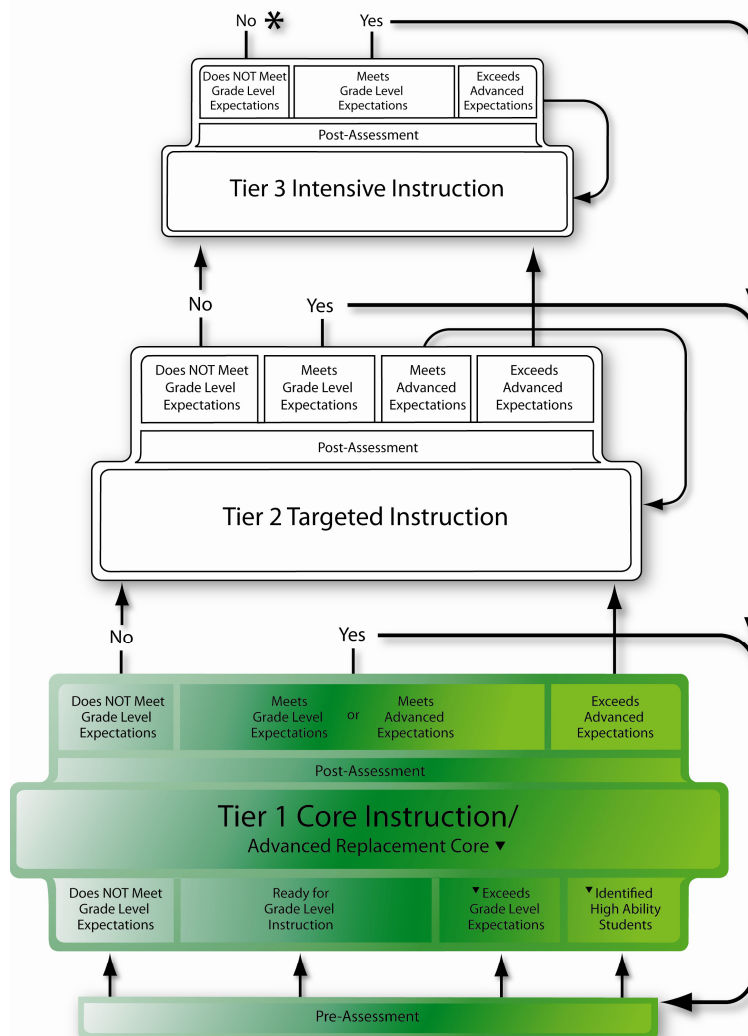 No *
Yes
Does NOT Meet
Grade Level
Expectations
Meets
Grade Level
Expectations
Exceeds
Advanced
Expectations
Post-Assessment
Tier 3 Intensive Instruction
No
Yes
Does NOT Meet
Grade Level
Expectations
Meets
Grade Level
Expectations
Meets
Advanced
Expectations
Exceeds
Advanced
Expectations
Post-Assessment
Tier 2 Targeted Instruction
No
Yes
Does NOT Meet
Grade Level
Expectations
Meets
Grade Level
Expectations
or
Meets
Advanced
Expectations
Exceeds
Advanced
Expectations
Post-Assessment
Tier 1 Core Instruction/
Advanced Replacement Core ▼
Does NOT Meet
Grade Level
Expectations
Ready for
Grade Level
Instruction
▼ Exceeds
Grade Level
Expectations
▼ Identified
High Ability
Students
Pre-Assessment